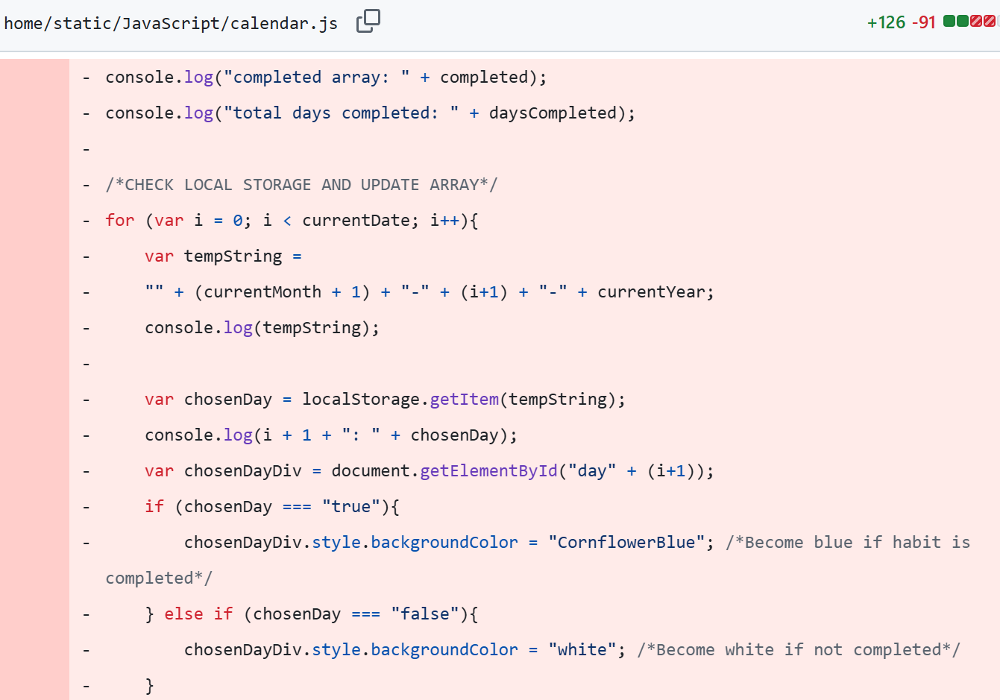 home/static/JavaScript/calendar.js
+126 -91
- console.log("completed array: " + completed);
- console.log("total days completed: " + daysCompleted);
-
- /*CHECK LOCAL STORAGE AND UPDATE ARRAY*/
- for (var i = 0; i < currentDate; i++){
-     var tempString =
-     "" + (currentMonth + 1) + "-" + (i+1) + "-" + currentYear;
-     console.log(tempString);
-
-     var chosenDay = localStorage.getItem(tempString);
-     console.log(i + 1 + ": " + chosenDay);
-     var chosenDayDiv = document.getElementById("day" + (i+1));
-     if (chosenDay === "true"){
-         chosenDayDiv.style.backgroundColor = "CornflowerBlue"; /*Become blue if habit is
completed*/
-     } else if (chosenDay === "false"){
-         chosenDayDiv.style.backgroundColor = "white"; /*Become white if not completed*/
-     }